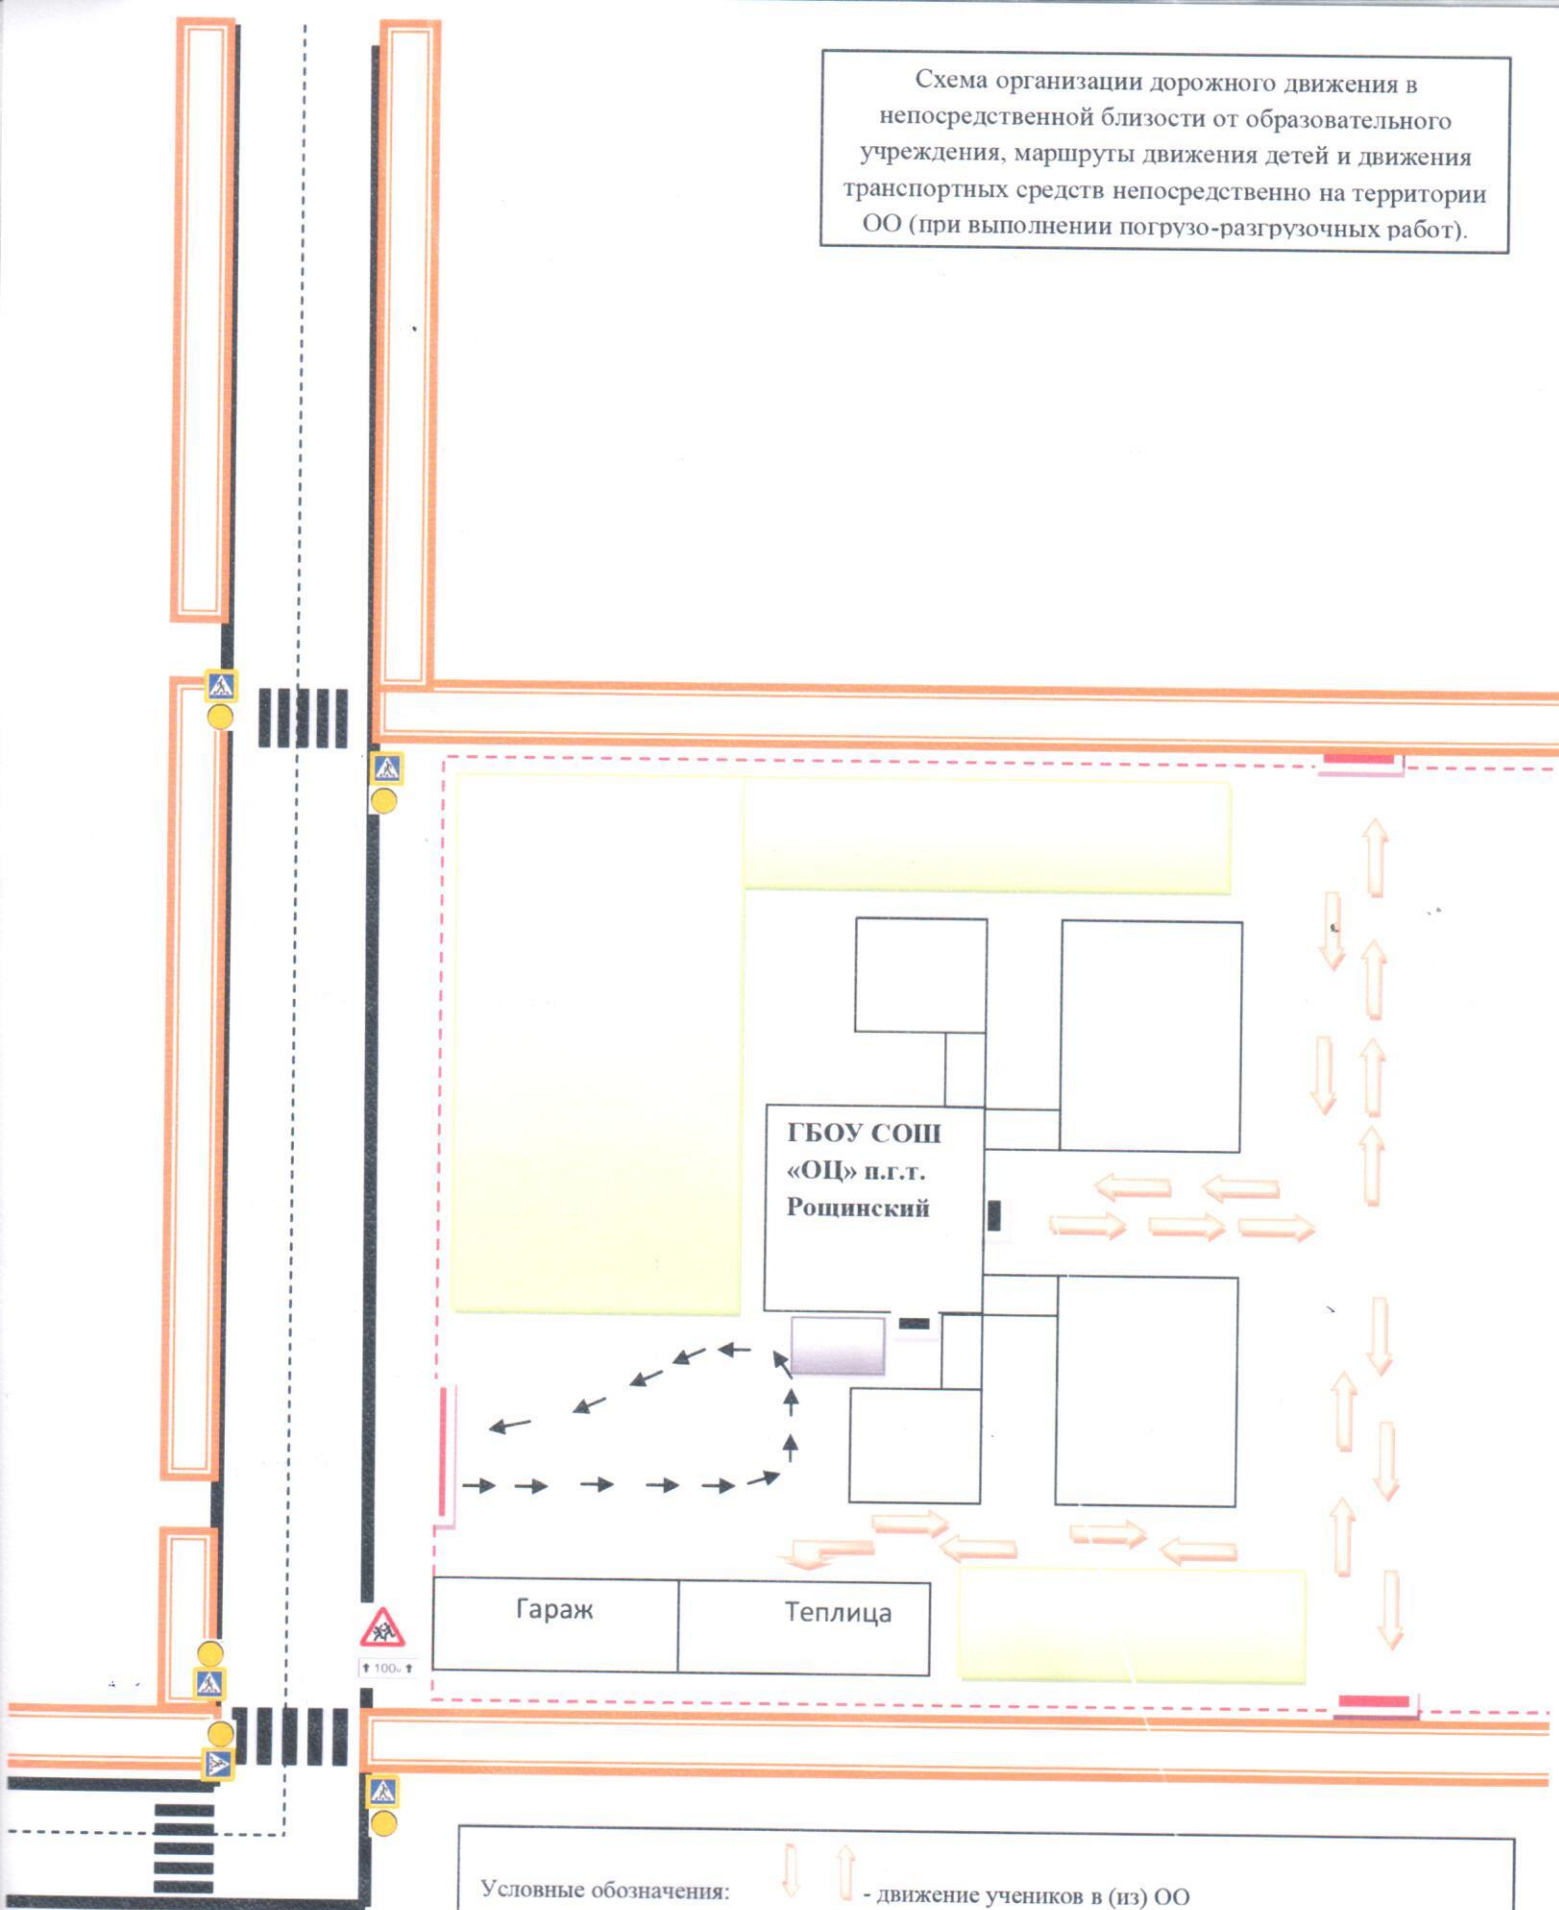 Схема организации дорожного движения в
непосредственной близости от образовательного
учреждения, маршруты движения детей и движения
транспортных средств непосредственно на территории
ОО (при выполнении погрузо-разгрузочных работ).
ГБОУ СОШ
«ОЦ» п.г.т.
Рощинский
Гараж
Теплица
↑ 100м ↑
Условные обозначения:
- движение учеников в (из) ОО